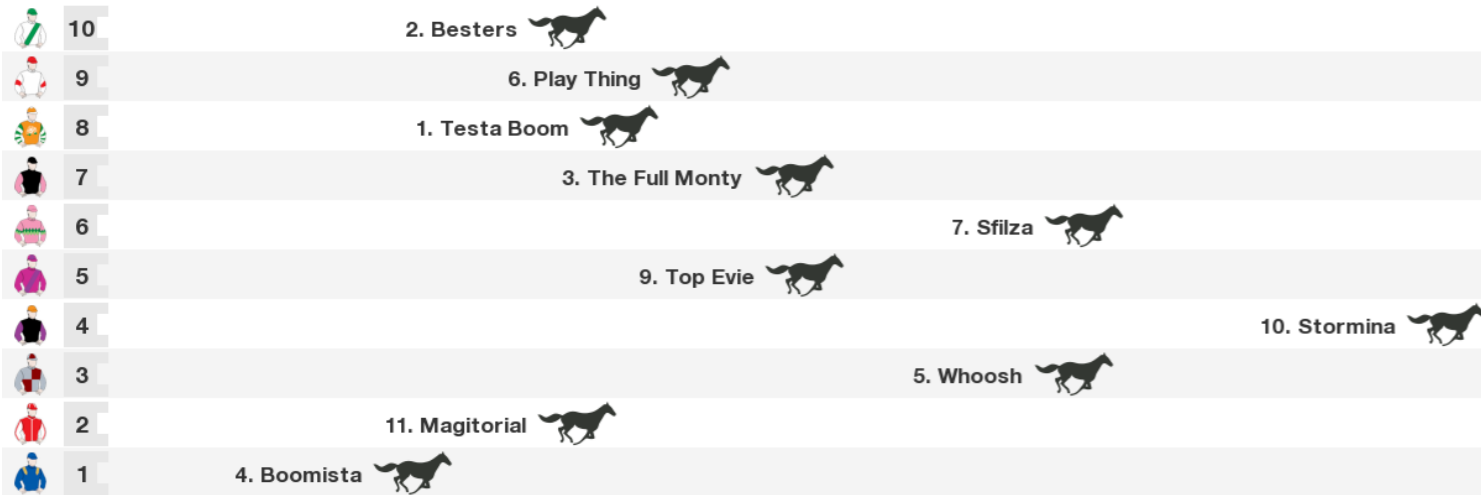 10 2. Besters
9 6. Play Thing
8 1. Testa Boom
7 3. The Full Monty
6 7. Sfilza
5 9. Top Evie
4 10. Stormina
3 5. Whoosh
2 11. Magitorial
1 4. Boomista